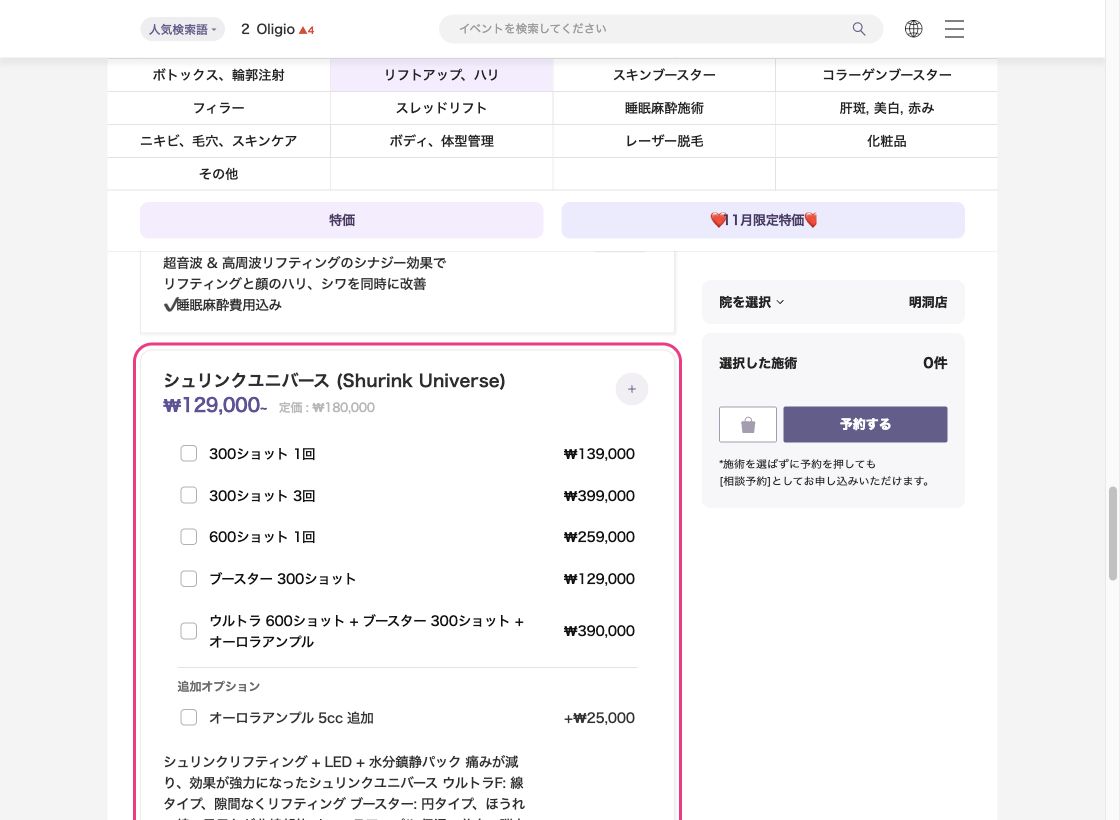 人気検索語
2 Oligio ▲4
イベントを検索してください
ボトックス、輪郭注射
リフトアップ、ハリ
スキンブースター
コラーゲンブースター
フィラー
スレッドリフト
睡眠麻酔施術
肝斑, 美白, 赤み
ニキビ、毛穴、スキンケア
ボディ、体型管理
レーザー脱毛
化粧品
その他
特価
❤️11月限定特価❤️
超音波 & 高周波リフティングのシナジー効果で
リフティングと顔のハリ、シワを同時に改善
✔睡眠麻酔費用込み
院を選択
明洞店
選択した施術
0件
予約する
*施術を選ばずに予約を押しても
[相談予約]としてお申し込みいただけます。
シュリンクユニバース (Shurink Universe)
₩129,000~ 定価 : ₩180,000
+
300ショット 1回 ₩139,000
300ショット 3回 ₩399,000
600ショット 1回 ₩259,000
ブースター 300ショット ₩129,000
ウルトラ 600ショット + ブースター 300ショット +
オーロラアンプル ₩390,000
追加オプション
オーロラアンプル 5cc 追加 +₩25,000
シュリンクリフティング + LED + 水分鎮静パック 痛みが減
り、効果が強力になったシュリンクユニバース ウルトラF: 線
タイプ、隙間なくリフティング ブースター: 円タイプ、ほうれ